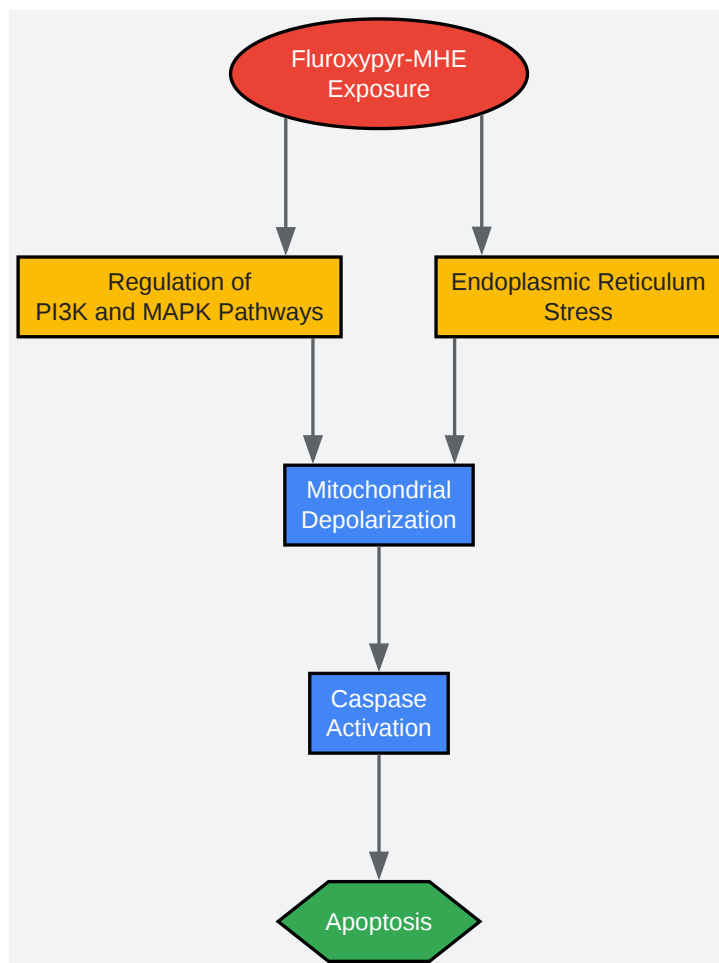 Fluroxypyr-MHE
Exposure
Regulation of
PI3K and MAPK Pathways
Endoplasmic Reticulum
Stress
Mitochondrial
Depolarization
Caspase
Activation
Apoptosis